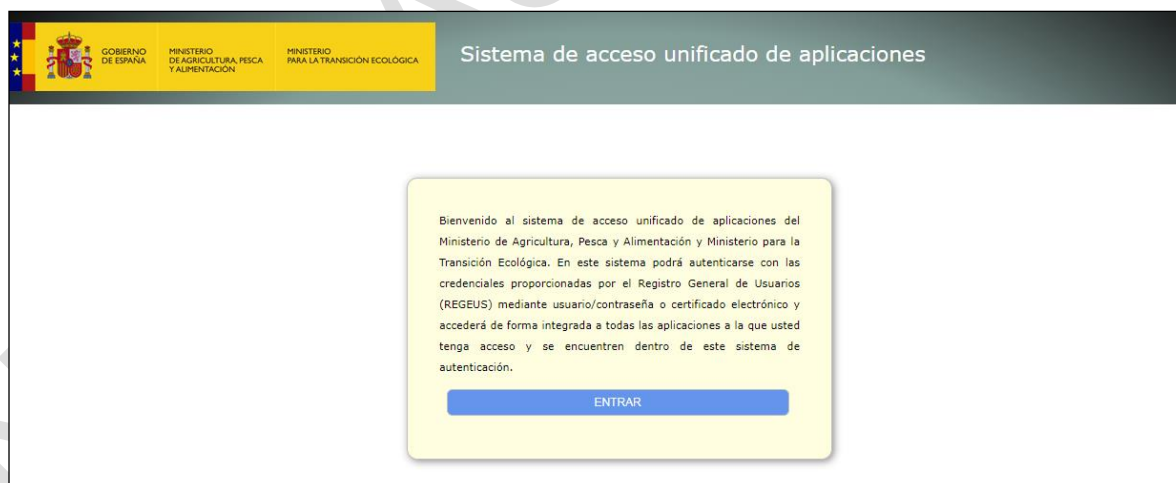 GOBIERNO
DE ESPAÑA
MINISTERIO
DE AGRICULTURA, PESCA
Y ALIMENTACIÓN
MINISTERIO
PARA LA TRANSICIÓN ECOLÓGICA
Sistema de acceso unificado de aplicaciones
Bienvenido al sistema de acceso unificado de aplicaciones del
Ministerio de Agricultura, Pesca y Alimentación y Ministerio para la
Transición Ecológica. En este sistema podrá autenticarse con las
credenciales proporcionadas por el Registro General de Usuarios
(REGEUS) mediante usuario/contraseña o certificado electrónico y
accederá de forma integrada a todas las aplicaciones a la que usted
tenga acceso y se encuentren dentro de este sistema de
autenticación.
ENTRAR